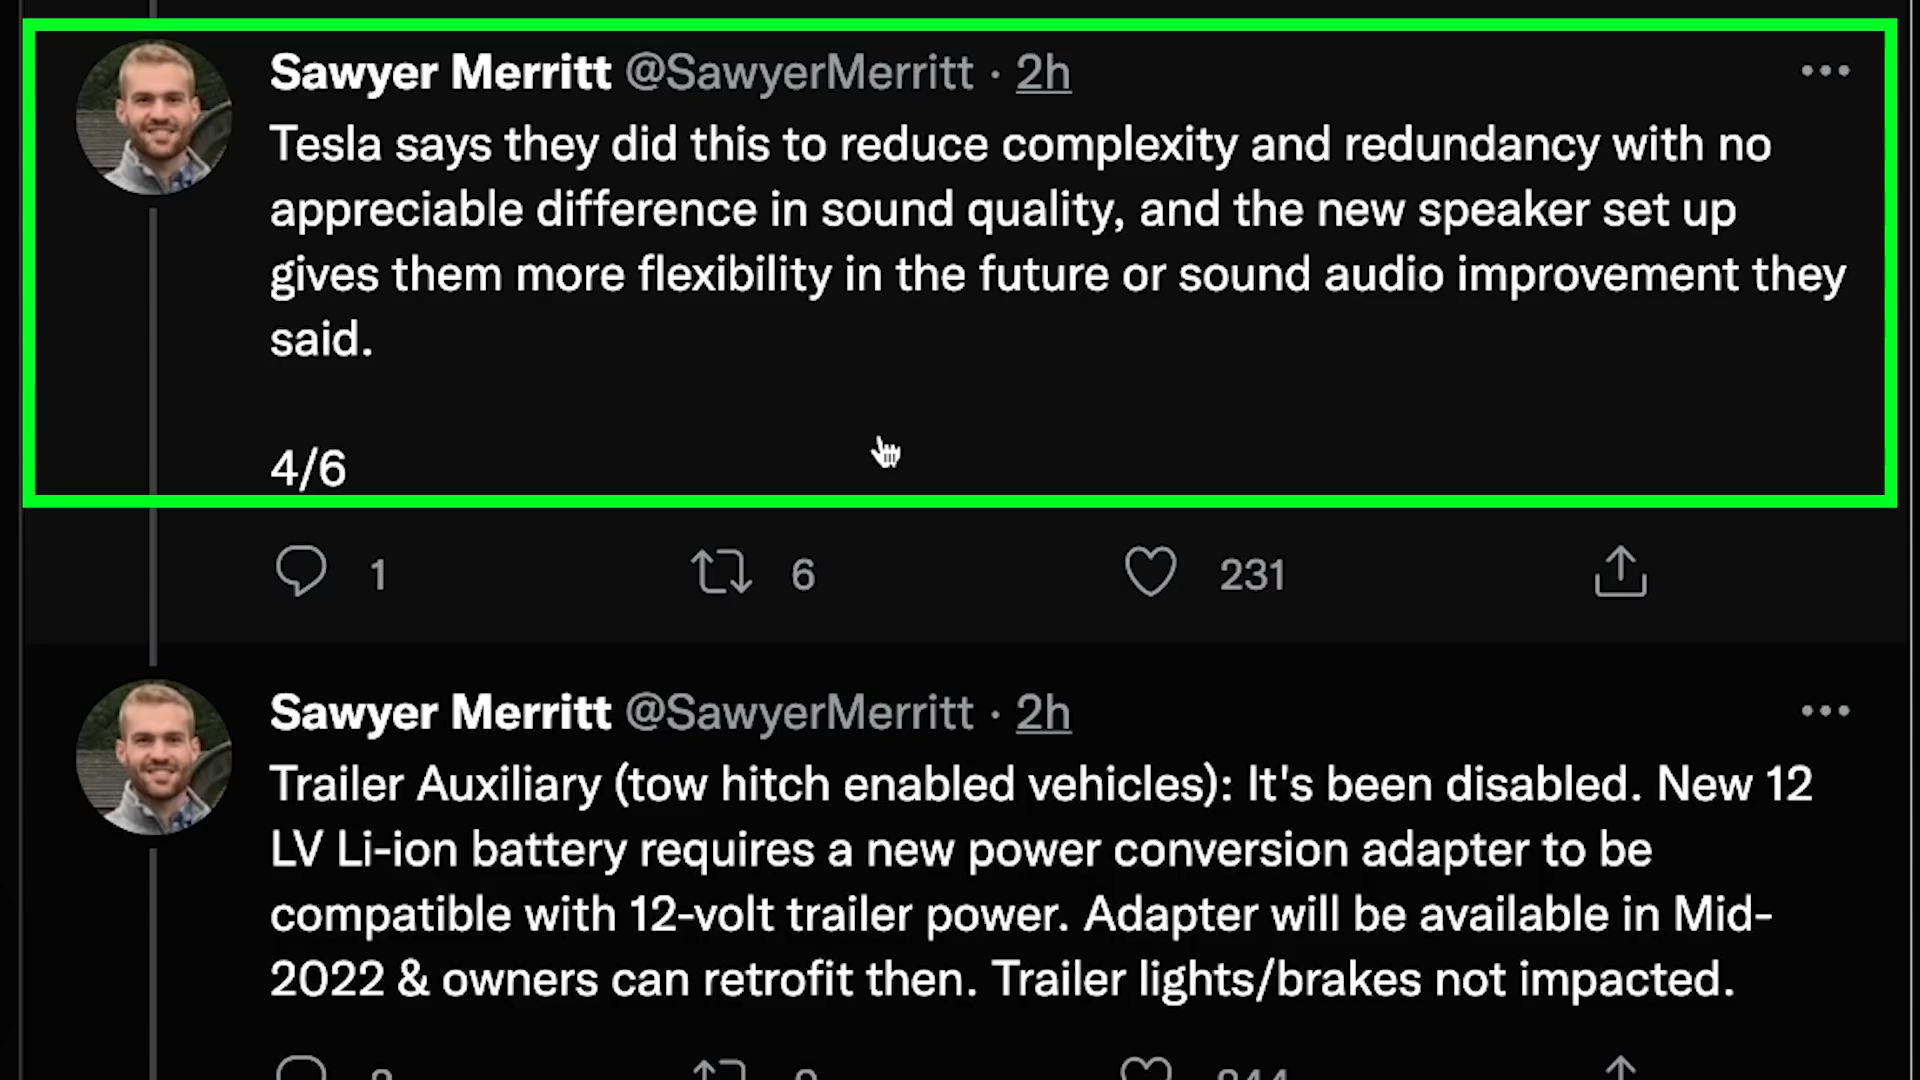 Sawyer Merritt @SawyerMerritt · 2h
Tesla says they did this to reduce complexity and redundancy with no
appreciable difference in sound quality, and the new speaker set up
gives them more flexibility in the future or sound audio improvement they
said.
4/6
1 6 231
Sawyer Merritt @SawyerMerritt · 2h
Trailer Auxiliary (tow hitch enabled vehicles): It's been disabled. New 12
LV Li-ion battery requires a new power conversion adapter to be
compatible with 12-volt trailer power. Adapter will be available in Mid-
2022 & owners can retrofit then. Trailer lights/brakes not impacted.